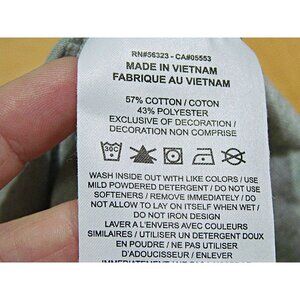 RN#56323 - CA#05553
MADE IN VIETNAM
FABRIQUE AU VIETNAM
57% COTTON / COTON
43% POLYESTER
EXCLUSIVE OF DECORATION /
DECORATION NON COMPRISE
30C
WASH INSIDE OUT WITH LIKE COLORS / USE
MILD POWDERED DETERGENT / DO NOT USE
SOFTENERS / REMOVE IMMEDIATELY / DO
NOT ALLOW TO LAY ON ITSELF WHEN WET /
DO NOT IRON DESIGN
LAVER A L'ENVERS AVEC COULEURS
SIMILAIRES / UTILISER UN DETERGENT DOUX
EN POUDRE / NE PAS UTILISER
D'ADOUCISSEUR / ENLEVER